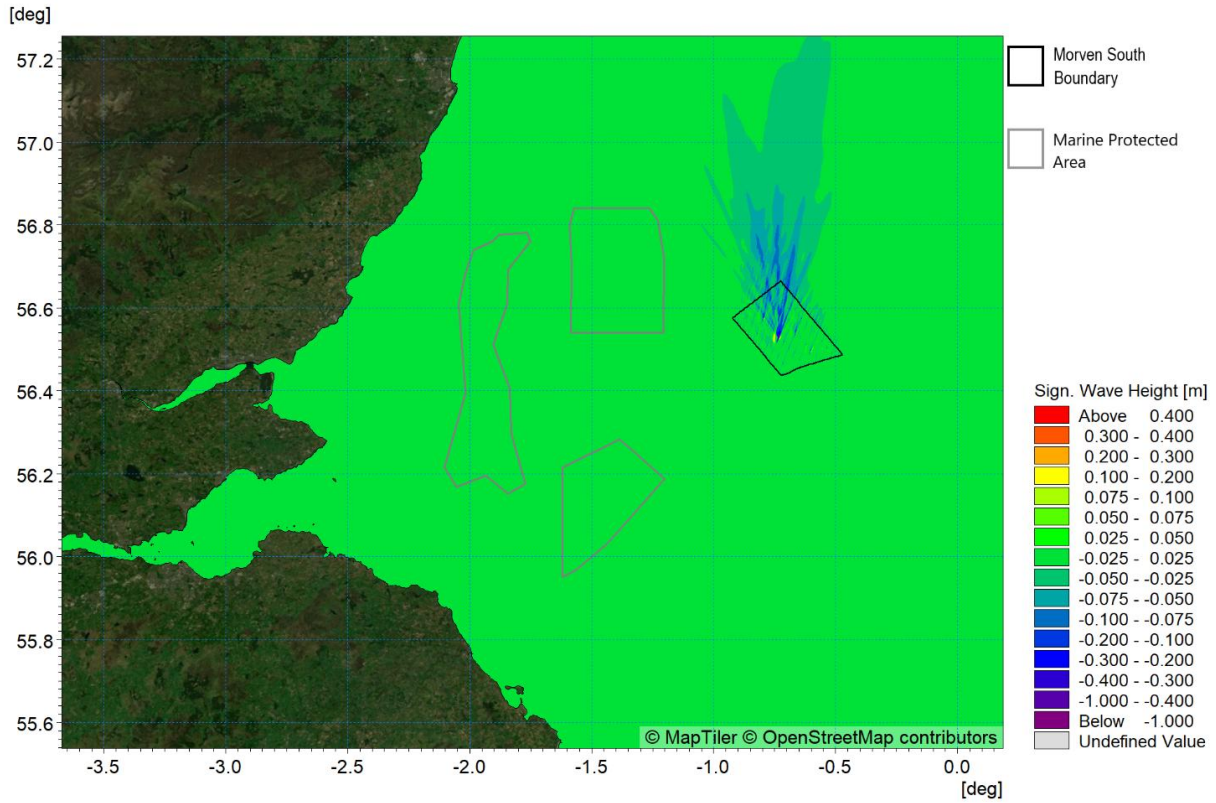 [deg]
57.2
57.0
56.8
56.6
56.4
56.2
56.0
55.8
55.6
-3.5
-3.0
-2.5
-2.0
-1.5
-1.0
-0.5
0.0
[deg]
© MapTiler © OpenStreetMap contributors
Morven South
Boundary
Marine Protected
Area
Sign. Wave Height [m]
Above 0.400
0.300 - 0.400
0.200 - 0.300
0.100 - 0.200
0.075 - 0.100
0.050 - 0.075
0.025 - 0.050
-0.025 - 0.025
-0.050 - -0.025
-0.075 - -0.050
-0.100 - -0.075
-0.200 - -0.100
-0.300 - -0.200
-0.400 - -0.300
-1.000 - -0.400
Below -1.000
Undefined Value